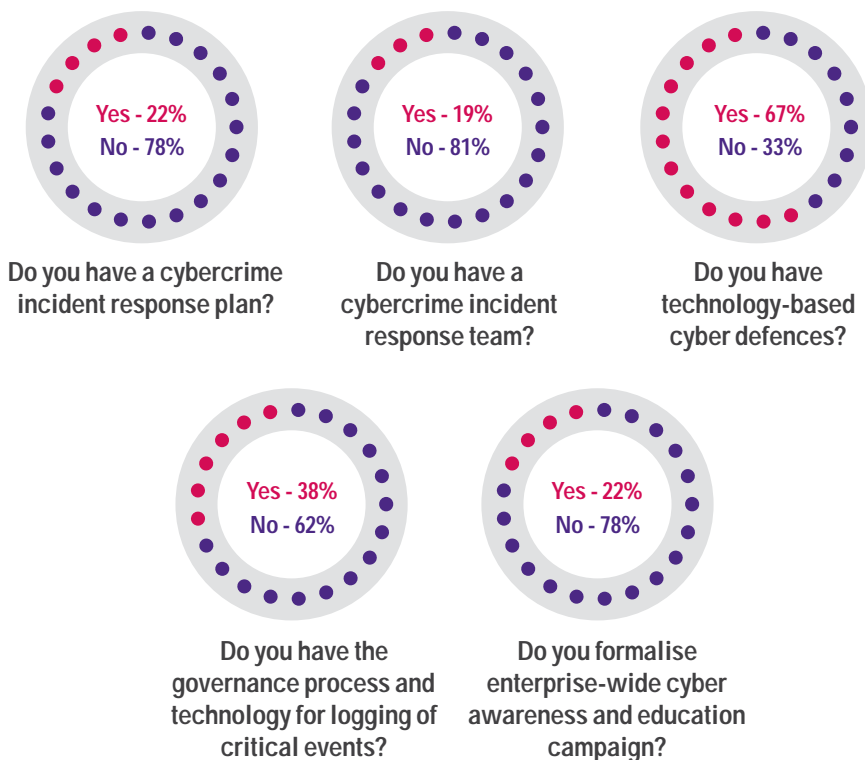 Yes - 22%
No - 78%
Do you have a cybercrime
incident response plan?
Yes - 19%
No - 81%
Do you have a
cybercrime incident
response team?
Yes - 67%
No - 33%
Do you have
technology-based
cyber defences?
Yes - 38%
No - 62%
Do you have the
governance process and
technology for logging of
critical events?
Yes - 22%
No - 78%
Do you formalise
enterprise-wide cyber
awareness and education
campaign?